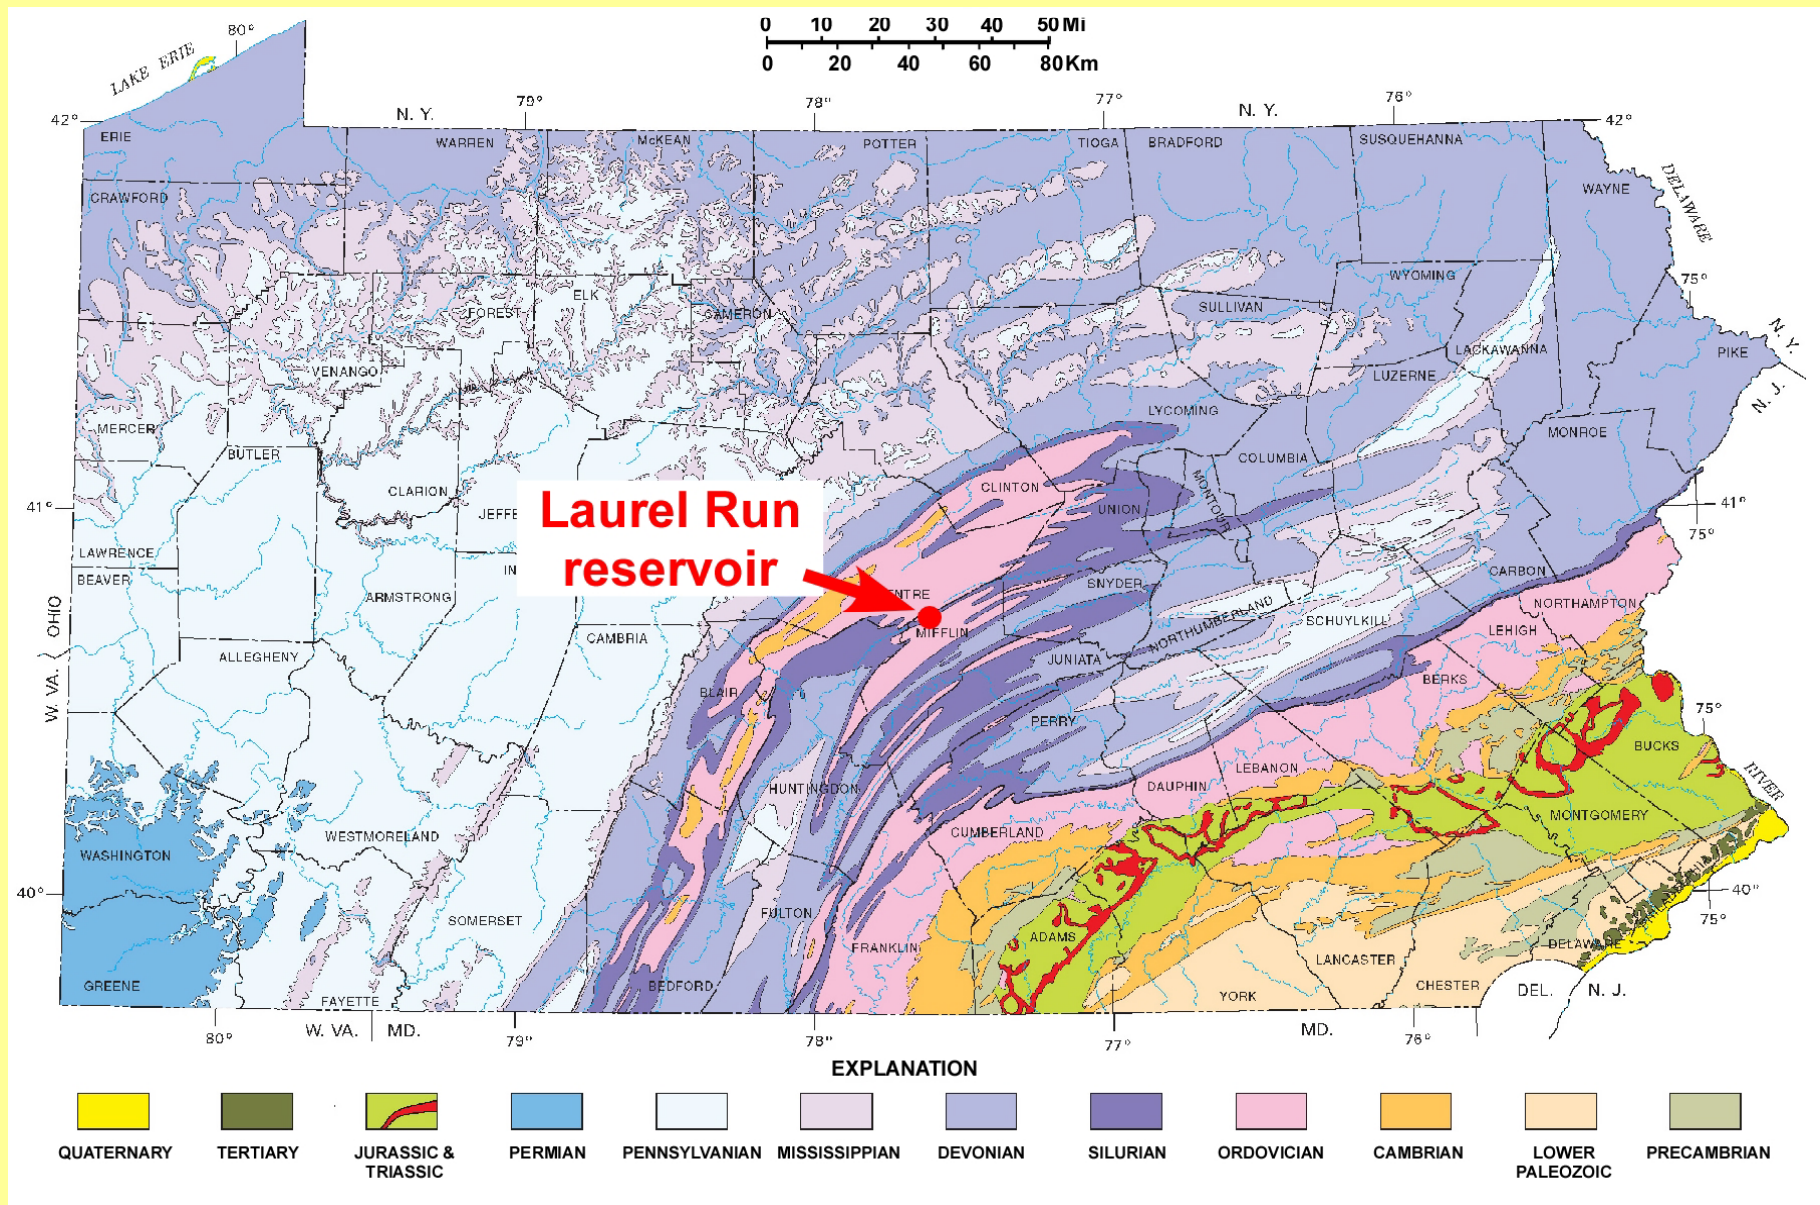 0 10 20 30 40 50 Mi
0 20 40 60 80 Km
LAKE ERIE
80°
79°
78°
77°
76°
N. Y.
N. Y.
42°
42°
ERIE
WARREN
McKEAN
POTTER
TIOGA
BRADFORD
SUSQUEHANNA
WAYNE
DELAWARE
CRAWFORD
WYOMING
75°
ELK
FOREST
CAMERON
SULLIVAN
N. Y.
VENANGO
LACKAWANNA
PIKE
LUZERNE
N. J.
LYCOMING
MERCER
MONROE
BUTLER
COLUMBIA
CLARION
CLINTON
MONTOUR
41°
JEFFE
UNION
41°
75°
Laurel Run
reservoir
LAWRENCE
BEAVER
IN
CARBON
SNYDER
ARMSTRONG
ENTRE
NORTHUMBERLAND
NORTHAMPTON
OHIO
CAMBRIA
MIFFLIN
SCHUYLKILL
LEHIGH
ALLEGHENY
JUNIATA
BERKS
W. VA.
BLAIR
PERRY
75°
BUCKS
LEBANON
HUNTINGDON
DAUPHIN
RIVER
MONTGOMERY
WESTMORELAND
CUMBERLAND
WASHINGTON
40°
40°
75°
SOMERSET
FULTON
ADAMS
FRANKLIN
DELAWARE
LANCASTER
GREENE
BEDFORD
CHESTER
DEL.
N. J.
FAYETTE
YORK
W. VA.
MD.
MD.
80°
79°
78°
77°
76°
EXPLANATION
QUATERNARY
TERTIARY
JURASSIC &
TRIASSIC
PERMIAN
PENNSYLVANIAN
MISSISSIPPIAN
DEVONIAN
SILURIAN
ORDOVICIAN
CAMBRIAN
LOWER
PALEOZOIC
PRECAMBRIAN